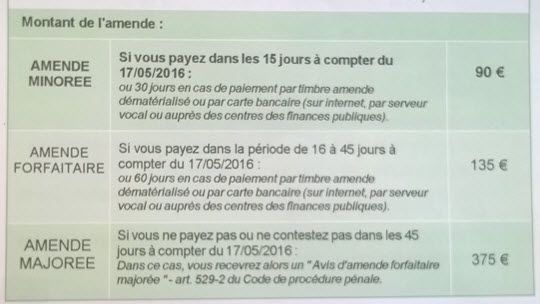 Montant de l'amende :
AMENDE
MINOREE
Si vous payez dans les 15 jours à compter du
17/05/2016 :
ou 30 jours en cas de paiement par timbre amende
dématérialisé ou par carte bancaire (sur internet, par serveur
vocal ou auprès des centres des finances publiques).
90 €
AMENDE
FORFAITAIRE
Si vous payez dans la période de 16 à 45 jours à
compter du 17/05/2016 :
ou 60 jours en cas de paiement par timbre amende
dématérialisé ou par carte bancaire (sur internet, par serveur
vocal ou auprès des centres des finances publiques).
135 €
AMENDE
MAJOREE
Si vous ne payez pas ou ne contestez pas dans les 45
jours à compter du 17/05/2016 :
Dans ce cas, vous recevrez alors un "Avis d'amende forfaitaire
majorée "- art. 529-2 du Code de procédure pénale.
375 €